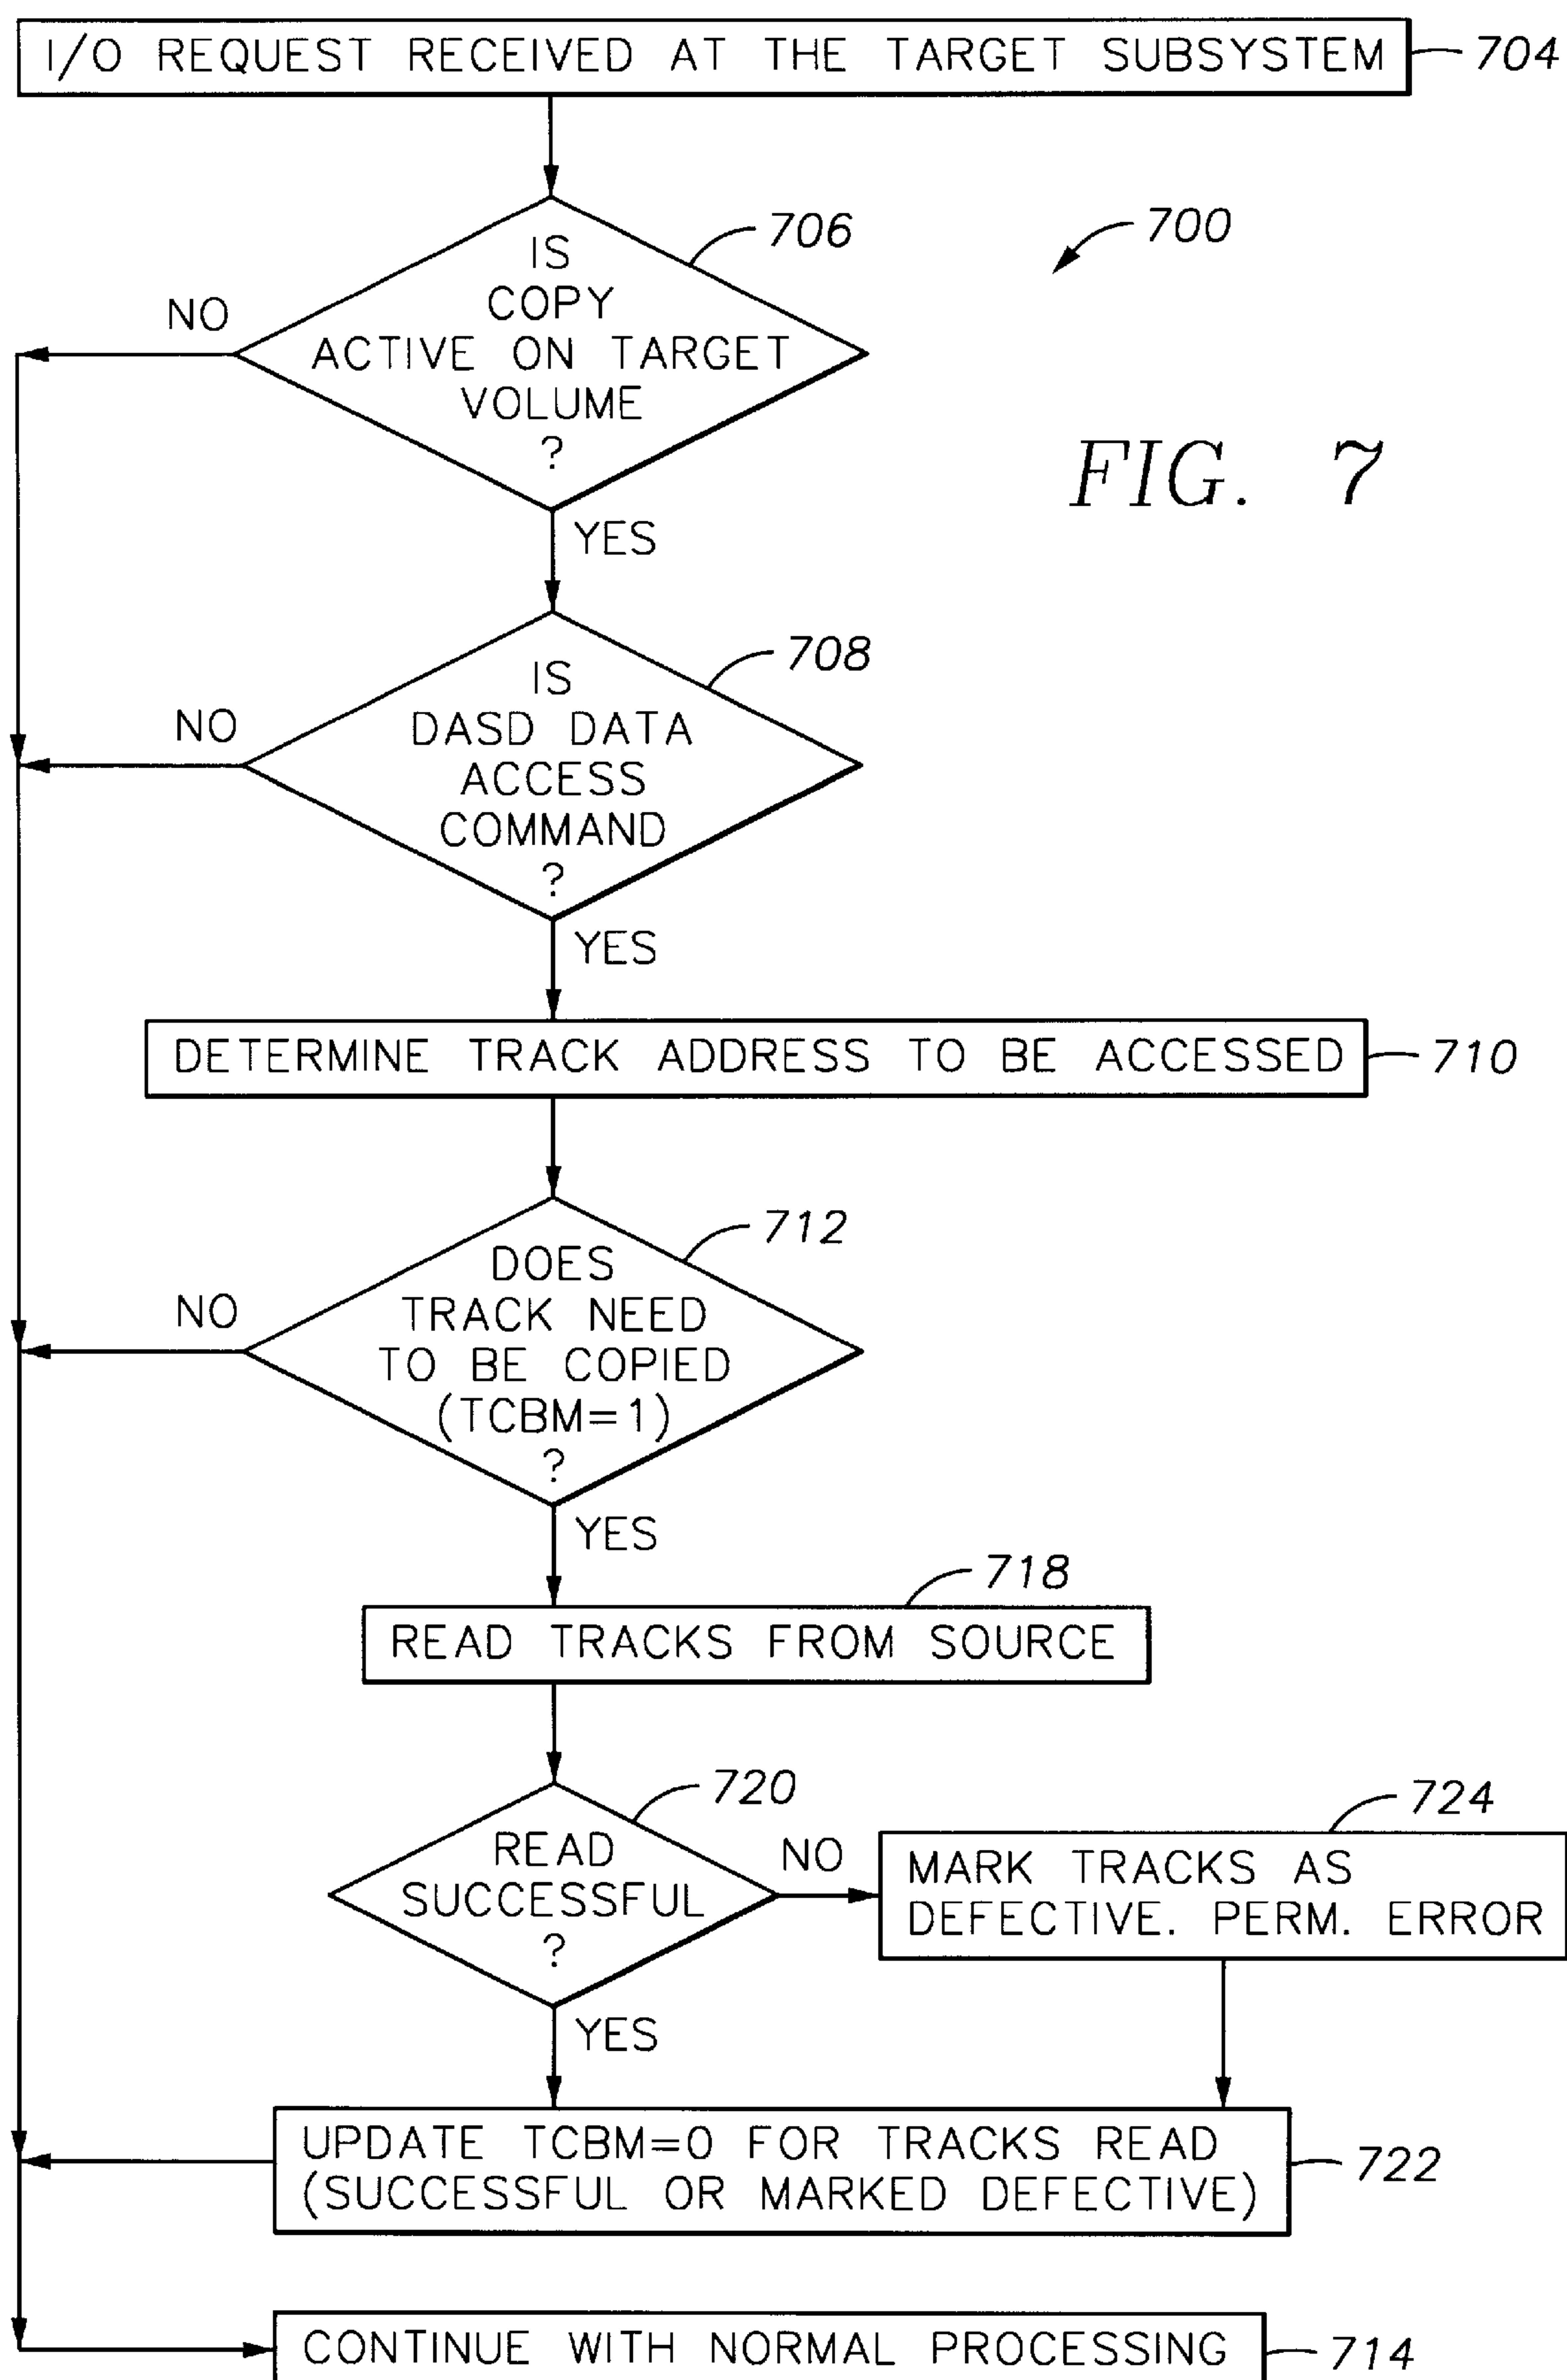 I/O REQUEST RECEIVED AT THE TARGET SUBSYSTEM
704
706
700
IS
COPY
ACTIVE ON TARGET
VOLUME
?
NO
YES
FIG. 7
708
IS
DASD DATA
ACCESS
COMMAND
?
NO
YES
DETERMINE TRACK ADDRESS TO BE ACCESSED
710
712
DOES
TRACK NEED
TO BE COPIED
(TCBM=1)
?
NO
YES
718
READ TRACKS FROM SOURCE
720
READ
SUCCESSFUL
?
NO
YES
724
MARK TRACKS AS
DEFECTIVE. PERM. ERROR
UPDATE TCBM=0 FOR TRACKS READ
(SUCCESSFUL OR MARKED DEFECTIVE)
722
CONTINUE WITH NORMAL PROCESSING
714